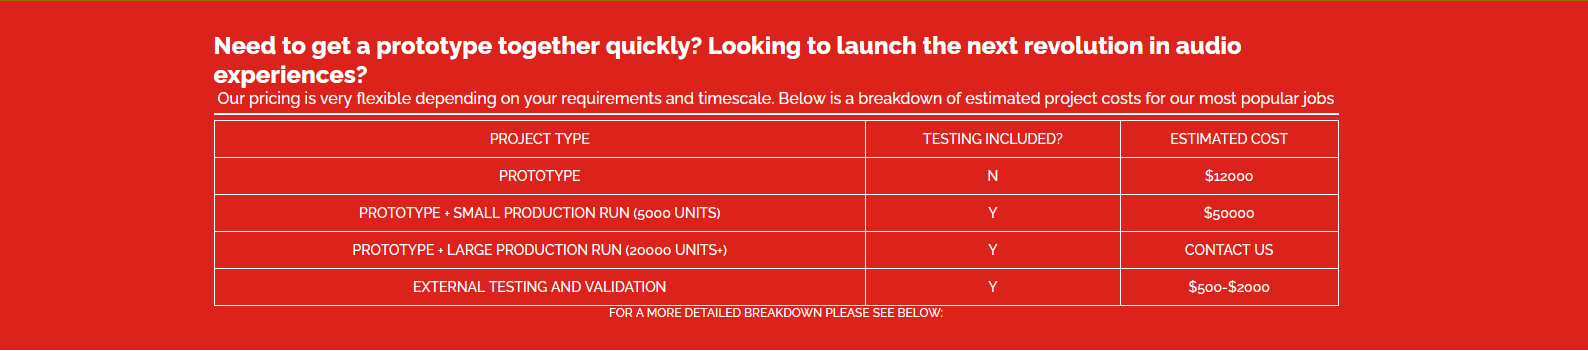 Need to get a prototype together quickly? Looking to launch the next revolution in audio
experiences?
Our pricing is very flexible depending on your requirements and timescale. Below is a breakdown of estimated project costs for our most popular jobs
PROJECT TYPE TESTING INCLUDED? ESTIMATED COST
PROTOTYPE N $12000
PROTOTYPE + SMALL PRODUCTION RUN (5000 UNITS) Y $50000
PROTOTYPE + LARGE PRODUCTION RUN (20000 UNITS+) Y CONTACT US
EXTERNAL TESTING AND VALIDATION Y $500-$2000
FOR A MORE DETAILED BREAKDOWN PLEASE SEE BELOW: